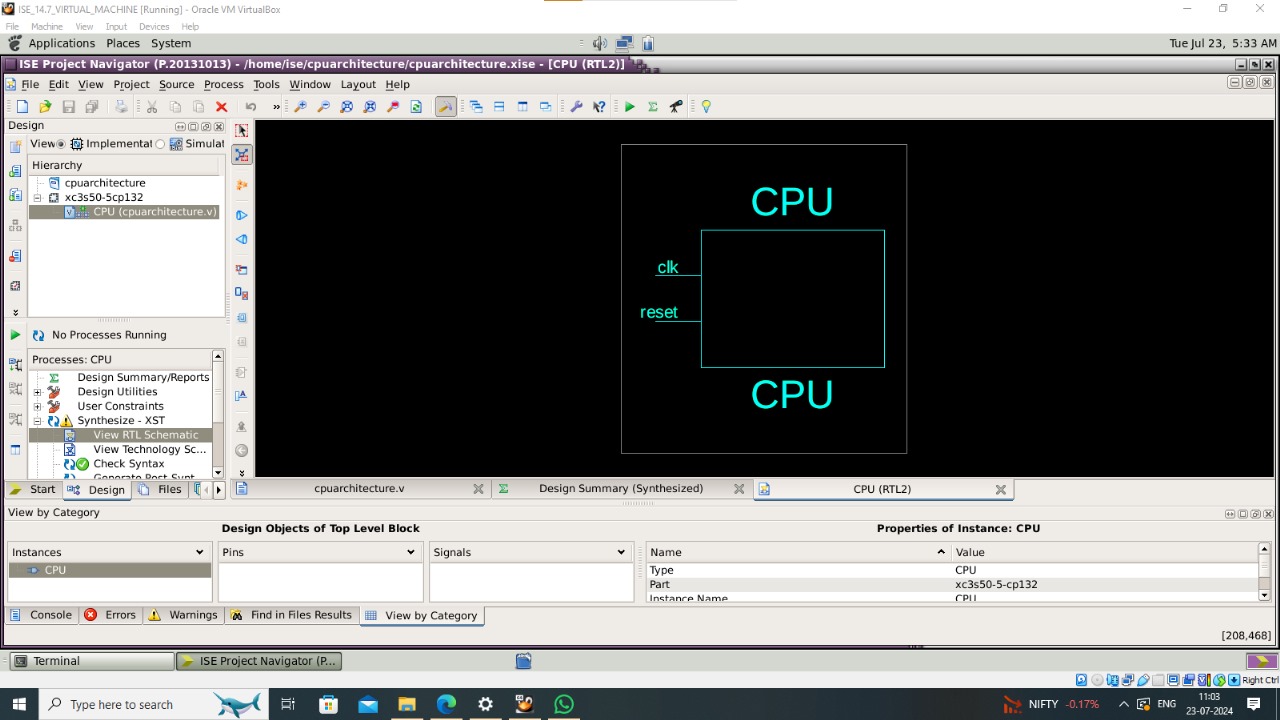 ISE_14.7_VIRTUAL_MACHINE [Running] - Oracle VM VirtualBox
File Machine View Input Devices Help
Applications Places System
Tue Jul 23, 5:33 AM
ISE Project Navigator (P.20131013) - /home/ise/cpuarchitecture/cpuarchitecture.xise - [CPU (RTL2)]
File Edit View Project Source Process Tools Window Layout Help
Design
View: Implementat Simulat
Hierarchy
cpuarchitecture
xc3s50-5cp132
CPU (cpuarchitecture.v)
No Processes Running
Processes: CPU
Design Summary/Reports
Design Utilities
User Constraints
Synthesize - XST
View RTL Schematic
View Technology Sc...
Check Syntax
Generate Post-Synt
CPU
clk
reset
CPU
Start Design Files
cpuarchitecture.v
Design Summary (Synthesized)
CPU (RTL2)
View by Category
Design Objects of Top Level Block
Properties of Instance: CPU
Instances Pins Signals
CPU
Name Value
Type CPU
Part xc3s50-5-cp132
Instance Name CPU
Console Errors Warnings Find in Files Results View by Category
[208,468]
Terminal
ISE Project Navigator (P...
Right Ctrl
Type here to search
NIFTY -0.17%
ENG
11:03
23-07-2024